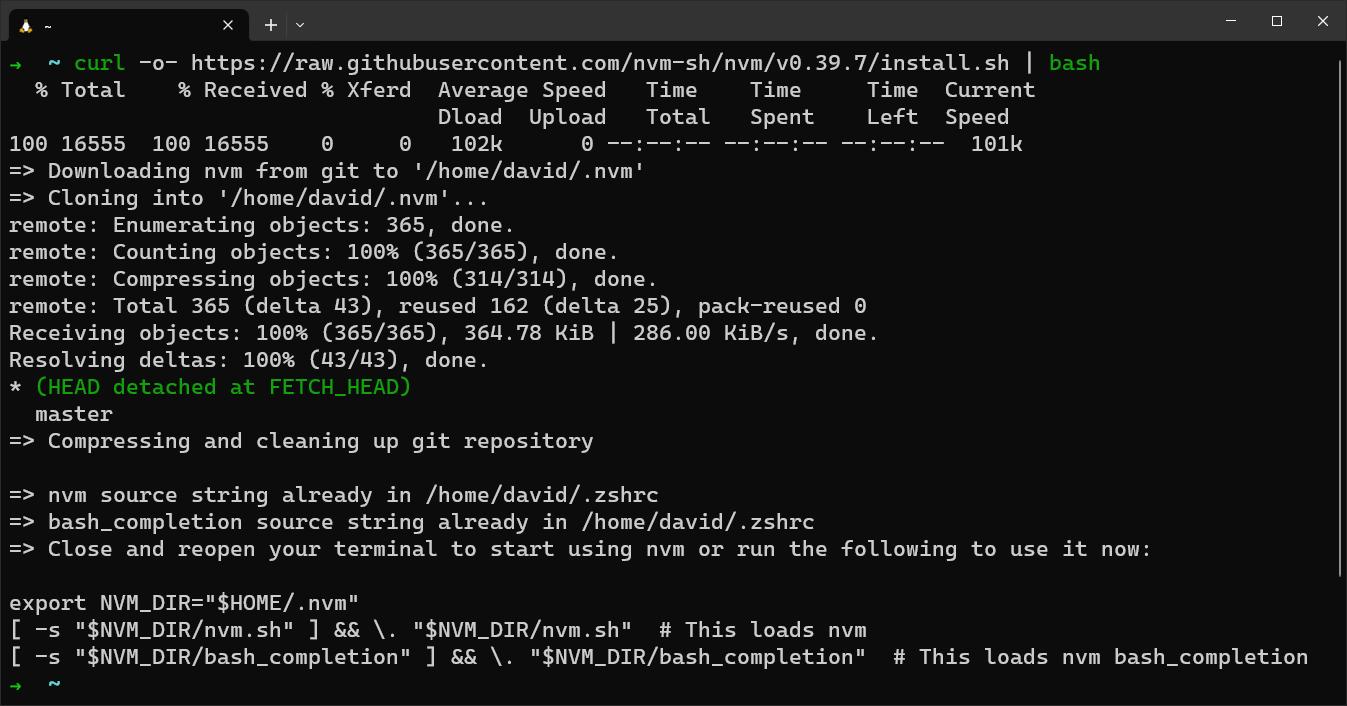 ~
→ ~ curl -o- https://raw.githubusercontent.com/nvm-sh/nvm/v0.39.7/install.sh | bash
  % Total    % Received % Xferd  Average Speed   Time    Time     Time  Current
                                 Dload  Upload   Total   Spent    Left  Speed
100 16555  100 16555    0     0   102k      0 --:--:-- --:--:-- --:--:--  101k
=> Downloading nvm from git to '/home/david/.nvm'
=> Cloning into '/home/david/.nvm'...
remote: Enumerating objects: 365, done.
remote: Counting objects: 100% (365/365), done.
remote: Compressing objects: 100% (314/314), done.
remote: Total 365 (delta 43), reused 162 (delta 25), pack-reused 0
Receiving objects: 100% (365/365), 364.78 KiB | 286.00 KiB/s, done.
Resolving deltas: 100% (43/43), done.
* (HEAD detached at FETCH_HEAD)
  master
=> Compressing and cleaning up git repository

=> nvm source string already in /home/david/.zshrc
=> bash_completion source string already in /home/david/.zshrc
=> Close and reopen your terminal to start using nvm or run the following to use it now:

export NVM_DIR="$HOME/.nvm"
[ -s "$NVM_DIR/nvm.sh" ] && \. "$NVM_DIR/nvm.sh"  # This loads nvm
[ -s "$NVM_DIR/bash_completion" ] && \. "$NVM_DIR/bash_completion"  # This loads nvm bash_completion
→ ~